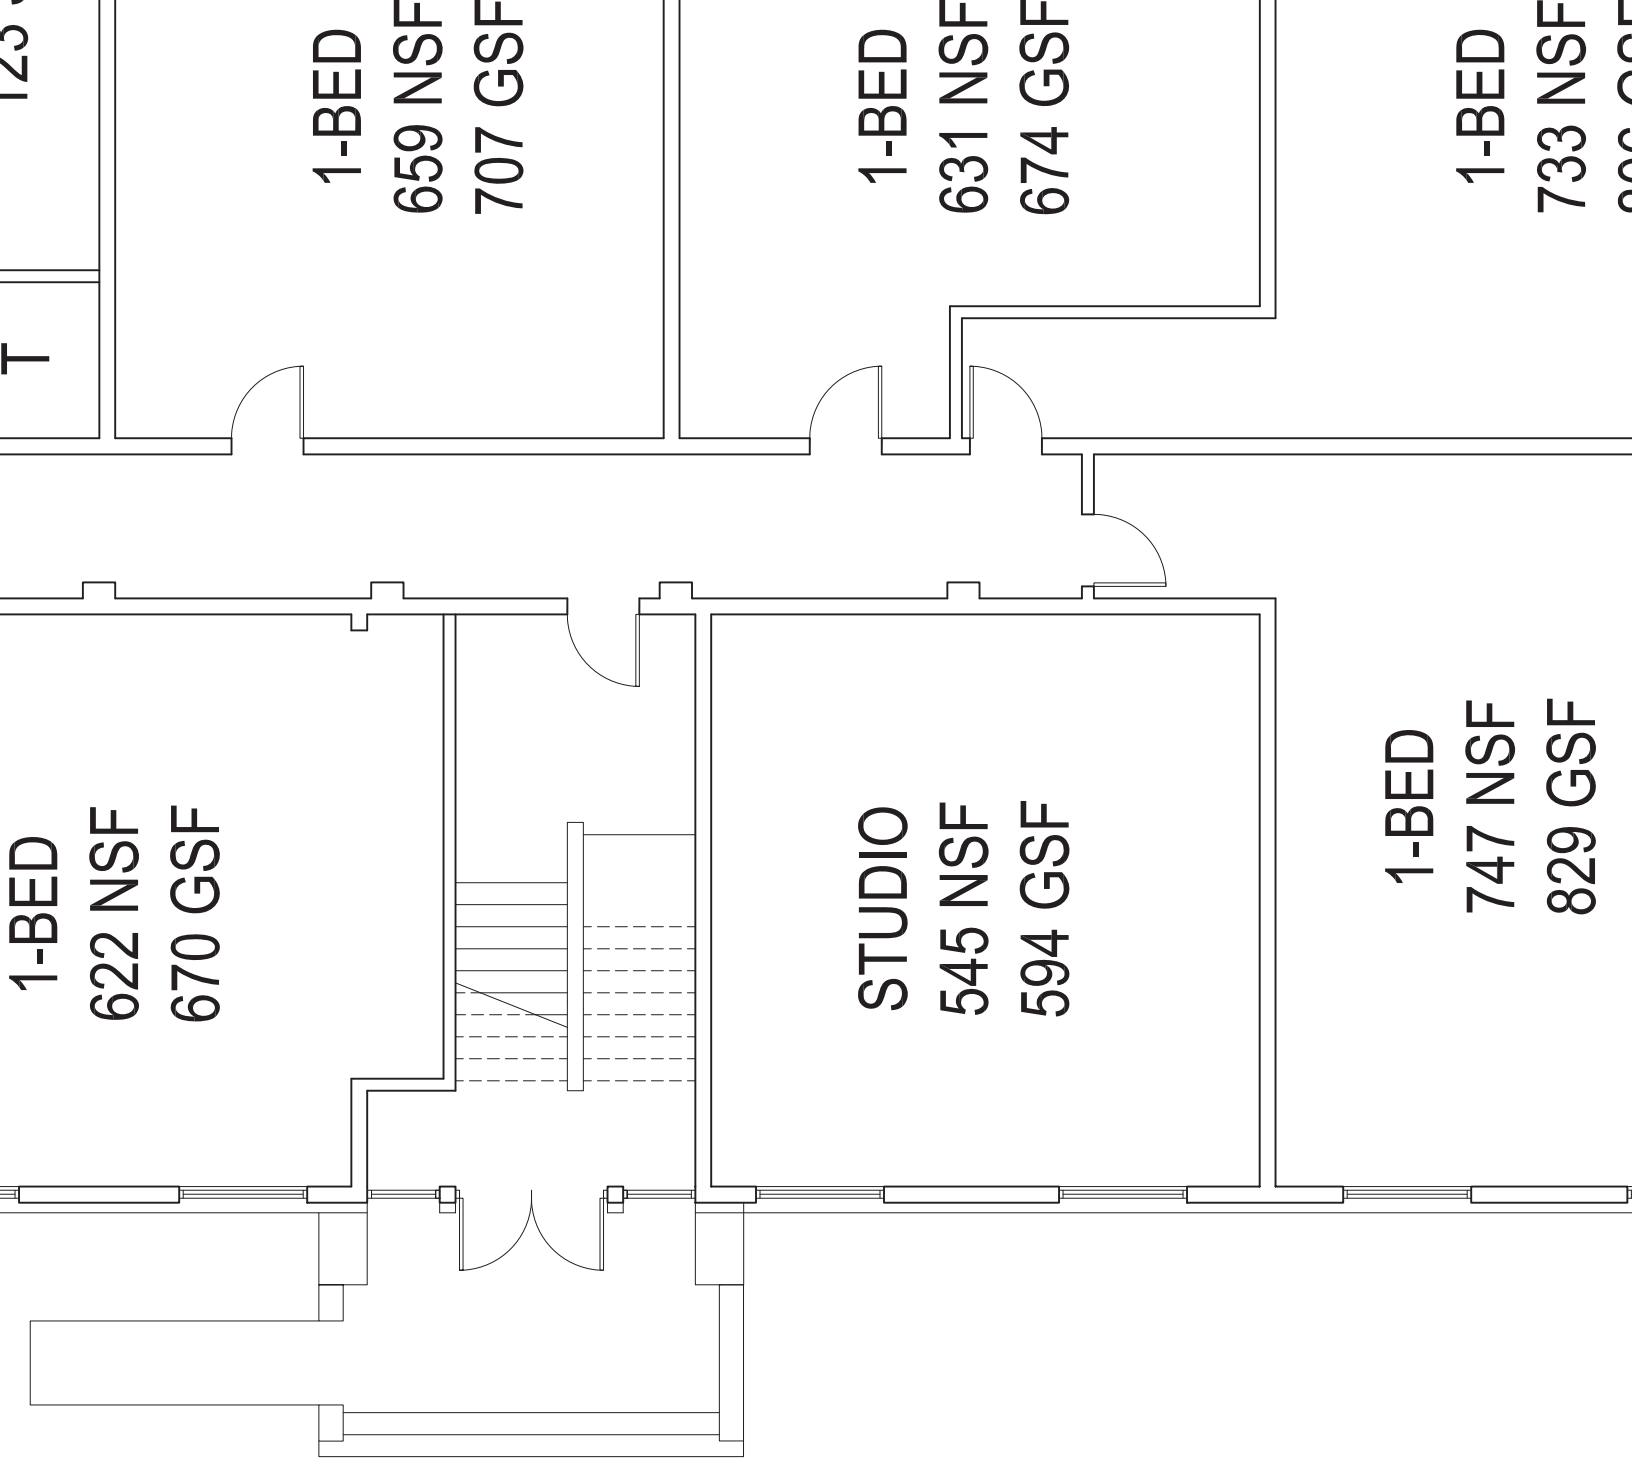 123
T
1-BED
659 NSF
707 GSF
1-BED
631 NSF
674 GSF
1-BED
733 NSF
1-BED
622 NSF
670 GSF
STUDIO
545 NSF
594 GSF
1-BED
747 NSF
829 GSF